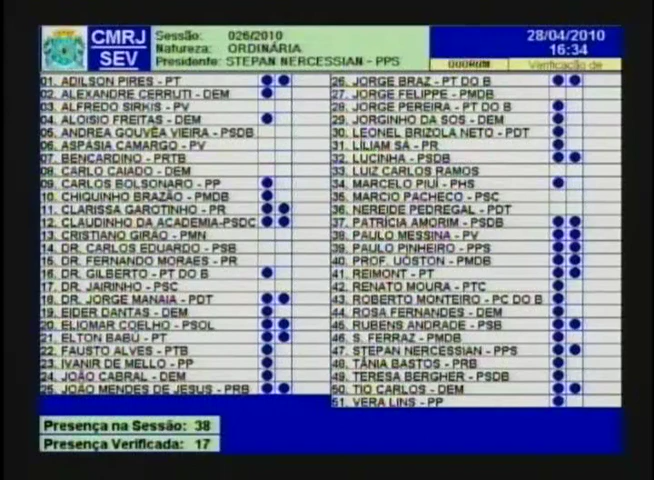 CMRJ
SEV
Sessão: 026/2010
Natureza: ORDINÁRIA
Presidente: STEPAN NERCESSIAN - PPS
28/04/2010
16:34
QUORUM
Verificação de
01. ADILSON PIRES - PT
02. ALEXANDRE CERRUTI - DEM
03. ALFREDO SIRKIS - PV
04. ALOISIO FREITAS - DEM
05. ANDREA GOUVÊA VIEIRA - PSDB
06. ASPÁSIA CAMARGO - PV
07. BENCARDINO - PRTB
08. CARLO CAIADO - DEM
09. CARLOS BOLSONARO - PP
10. CHIQUINHO BRAZÃO - PMDB
11. CLARISSA GAROTINHO - PR
12. CLAUDINHO DA ACADEMIA-PSDC
13. CRISTIANO GIRÃO - PMN
14. DR. CARLOS EDUARDO - PSB
15. DR. FERNANDO MORAES - PR
16. DR. GILBERTO - PT DO B
17. DR. JAIRINHO - PSC
18. DR. JORGE MANAIA - PDT
19. EIDER DANTAS - DEM
20. ELIOMAR COELHO - PSOL
21. ELTON BABÚ - PT
22. FAUSTO ALVES - PTB
23. IVANIR DE MELLO - PP
24. JOÃO CABRAL - DEM
25. JOÃO MENDES DE JESUS - PRB
26. JORGE BRAZ - PT DO B
27. JORGE FELIPPE - PMDB
28. JORGE PEREIRA - PT DO B
29. JORGINHO DA SOS - DEM
30. LEONEL BRIZOLA NETO - PDT
31. LÍLIAM SÁ - PR
32. LUCINHA - PSDB
33. LUIZ CARLOS RAMOS
34. MARCELO PIUÍ - PHS
35. MARCIO PACHECO - PSC
36. NEREIDE PEDREGAL - PDT
37. PATRÍCIA AMORIM - PSDB
38. PAULO MESSINA - PV
39. PAULO PINHEIRO - PPS
40. PROF. UÓSTON - PMDB
41. REIMONT - PT
42. RENATO MOURA - PTC
43. ROBERTO MONTEIRO - PC DO B
44. ROSA FERNANDES - DEM
45. RUBENS ANDRADE - PSB
46. S. FERRAZ - PMDB
47. STEPAN NERCESSIAN - PPS
48. TÂNIA BASTOS - PRB
49. TERESA BERGHER - PSDB
50. TIO CARLOS - DEM
51. VERA LINS - PP
Presença na Sessão: 38
Presença Verificada: 17